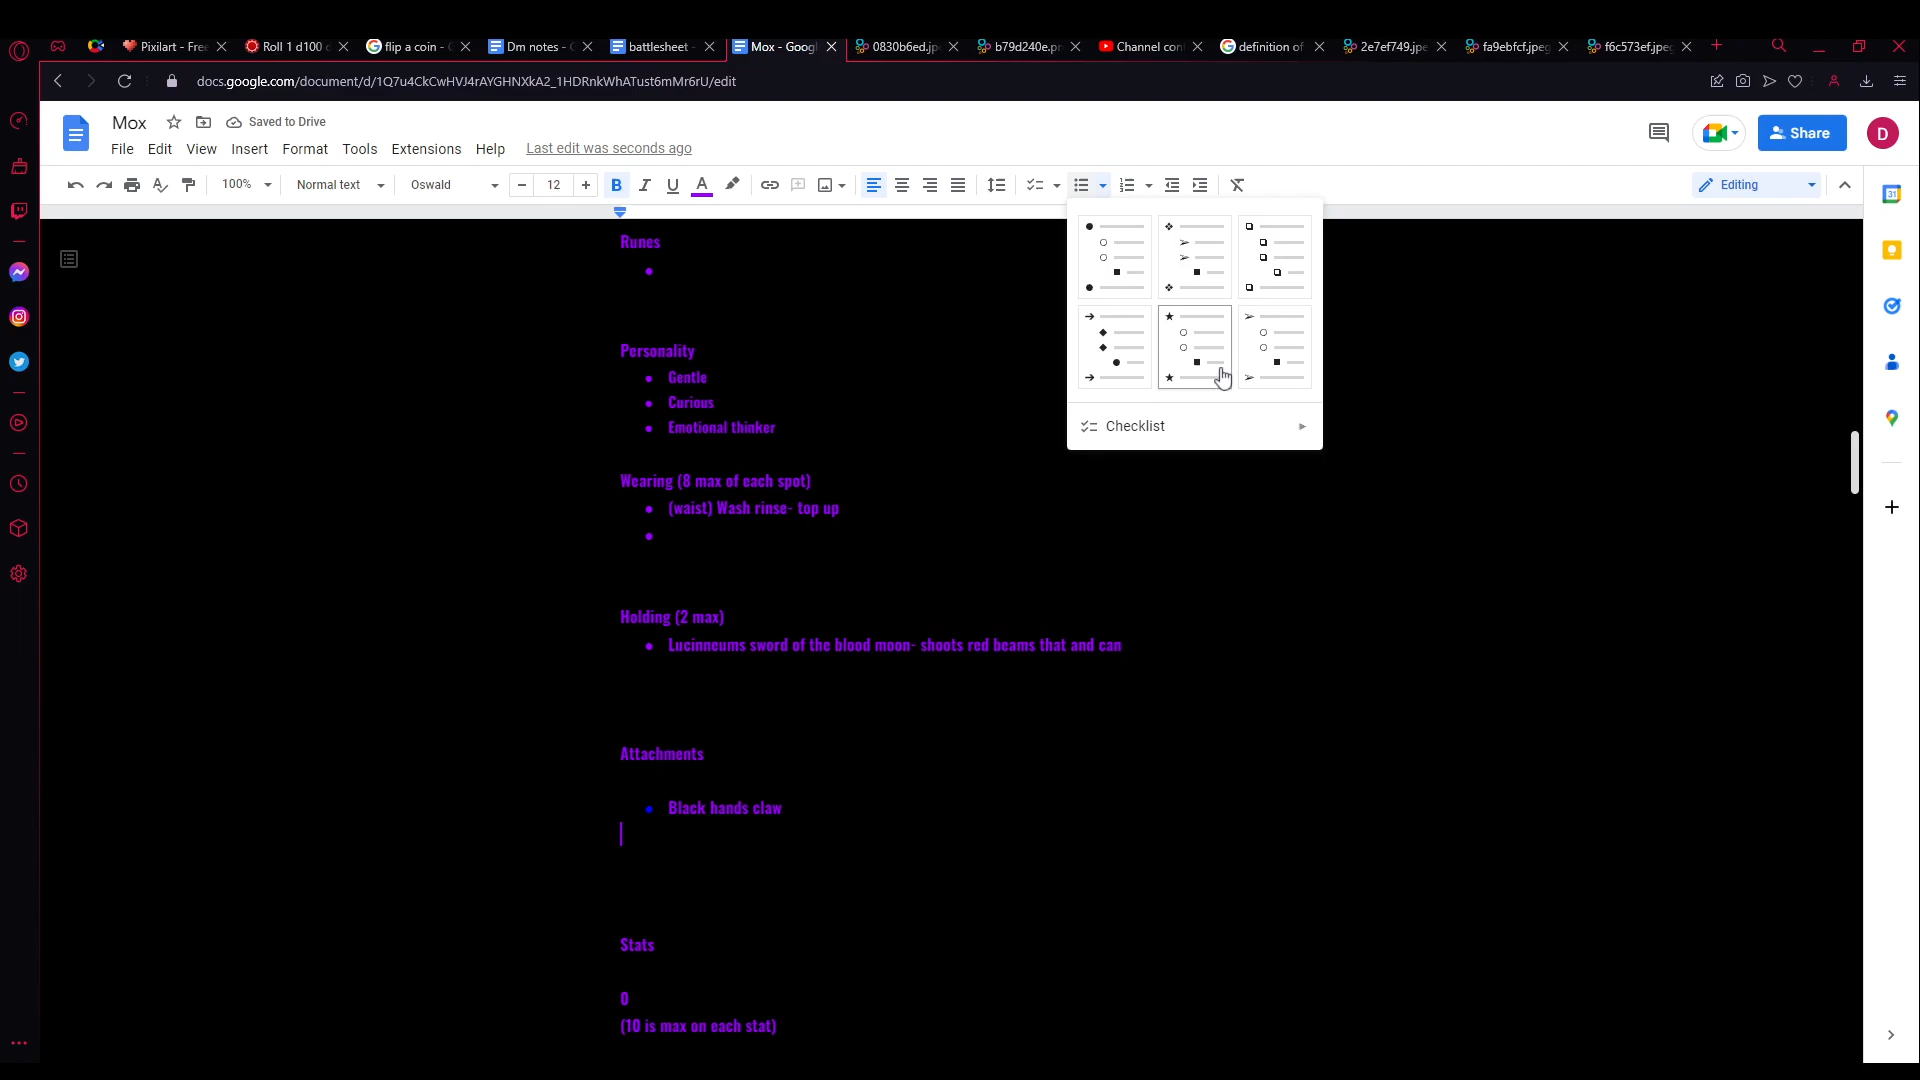 Pixilart - Free
Roll 1 d100
flip a coin -
Dm notes -
battlesheet
Mox - Googl
0830b6ed.jp
b79d240e.pn
Channel con
definition of
2e7ef749.jpe
fa9ebfcf.jpeg
f6c573ef.jpeg
docs.google.com/document/d/1Q7u4CkCwHVJ4rAYGHNXkA2_1HDRnkWhATust6mMr6rU/edit
Mox
Saved to Drive
File Edit View Insert Format Tools Extensions Help Last edit was seconds ago
Share
D
100% Normal text Oswald 12 B I U A Editing
31
Runes
Personality
Gentle
Curious
Emotional thinker
Wearing (8 max of each spot)
(waist) Wash rinse- top up
Holding (2 max)
Lucinneums sword of the blood moon- shoots red beams that and can
Attachments
Black hands claw
Stats
0
(10 is max on each stat)
Checklist